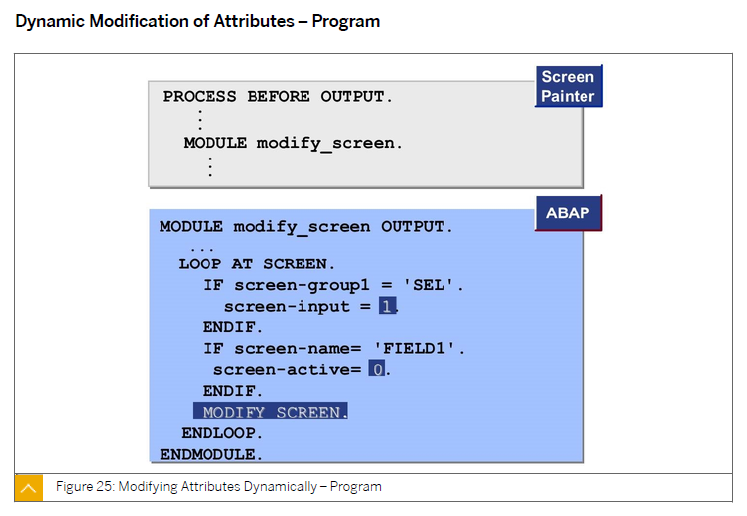 Dynamic Modification of Attributes – Program
Screen
Painter
PROCESS BEFORE OUTPUT.
MODULE modify_screen.
ABAP
MODULE modify_screen OUTPUT.
...
LOOP AT SCREEN.
IF screen-group1 = 'SEL'.
screen-input = 1.
ENDIF.
IF screen-name= 'FIELD1'.
screen-active= 0.
ENDIF.
MODIFY SCREEN.
ENDLOOP.
ENDMODULE.
Figure 25: Modifying Attributes Dynamically – Program